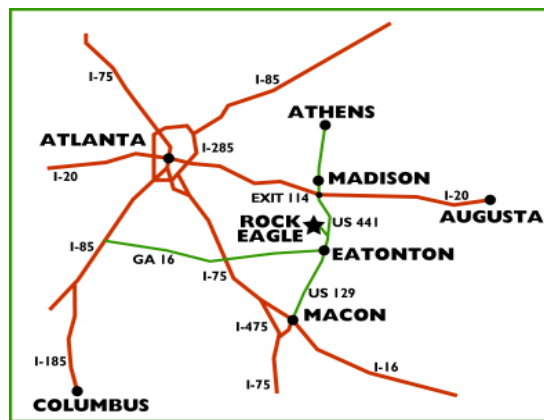 I-75
I-85
ATHENS
ATLANTA
I-285
I-20
MADISON
EXIT 114
I-20
ROCK
EAGLE
US 441
AUGUSTA
I-85
GA 16
EATONTON
I-75
US 129
MACON
I-475
I-185
I-75
I-16
COLUMBUS